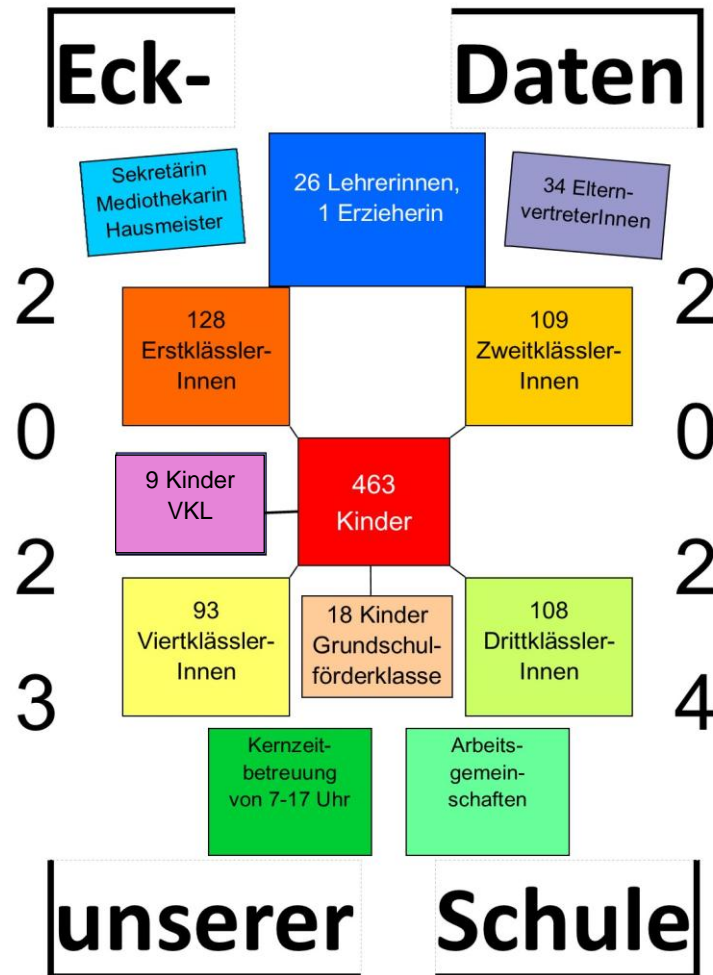 Eck-
Daten
Sekretärin
Mediothekarin
Hausmeister
26 Lehrerinnen,
1 Erzieherin
34 Eltern-
vertreterInnen
2
0
2
3
2
0
2
4
128
Erstklässler-
Innen
109
Zweitklässler-
Innen
9 Kinder
VKL
463
Kinder
93
Viertklässler-
Innen
18 Kinder
Grundschul-
förderklasse
108
Drittklässler-
Innen
Kernzeit-
betreuung
von 7-17 Uhr
Arbeits-
gemein-
schaften
unserer
Schule